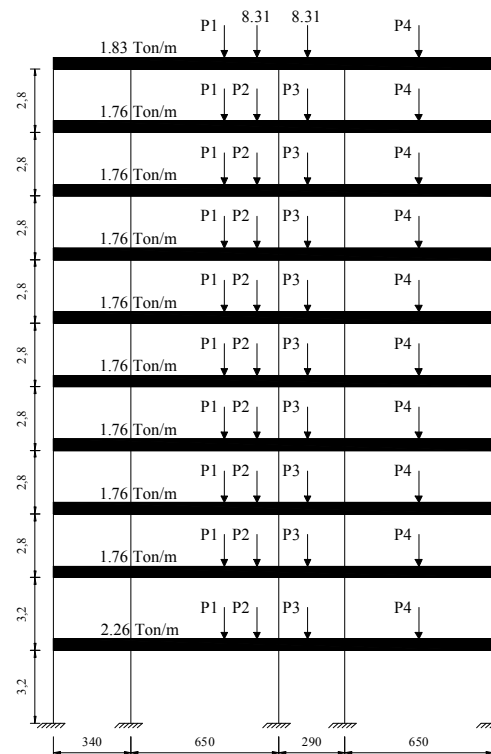 P1 8.31 8.31 P4
1.83 Ton/m
P1 P2 P3 P4
1.76 Ton/m
2,8
P1 P2 P3 P4
1.76 Ton/m
2,8
P1 P2 P3 P4
1.76 Ton/m
2,8
P1 P2 P3 P4
1.76 Ton/m
2,8
P1 P2 P3 P4
1.76 Ton/m
2,8
P1 P2 P3 P4
1.76 Ton/m
2,8
P1 P2 P3 P4
1.76 Ton/m
2,8
P1 P2 P3 P4
1.76 Ton/m
2,8
P1 P2 P3 P4
2.26 Ton/m
3,2
3,2
340 650 290 650